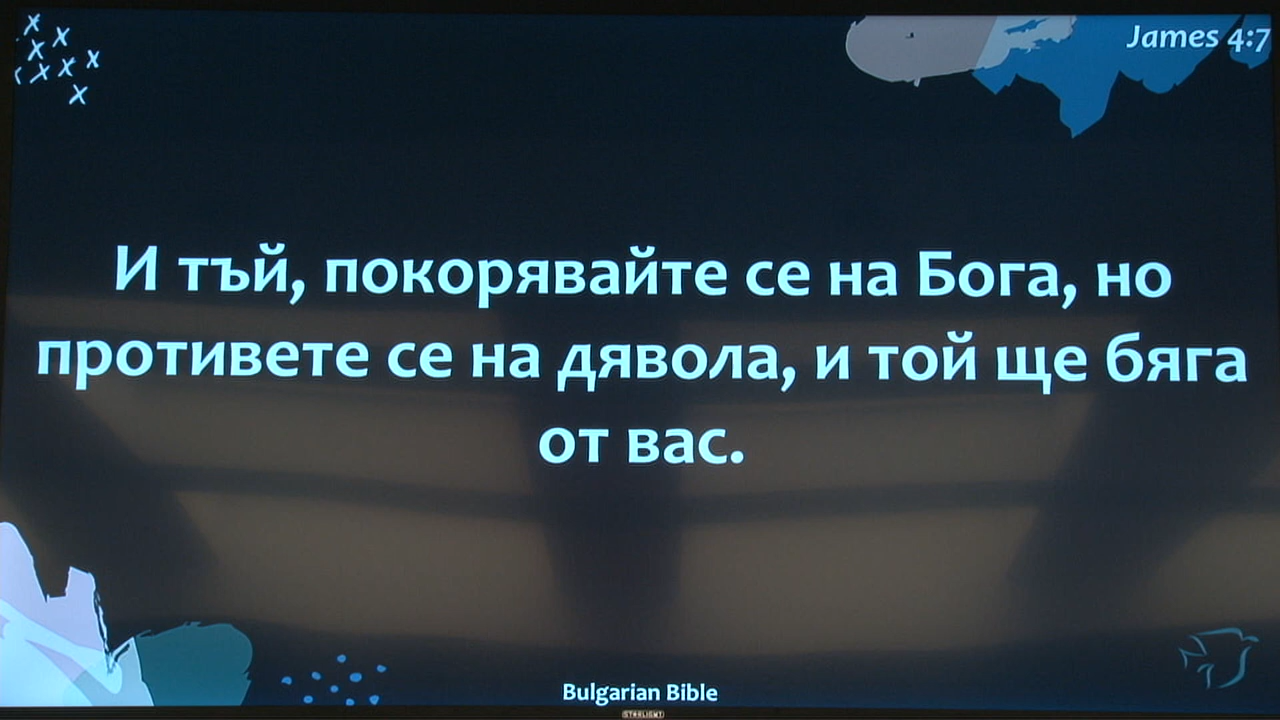 James 4:7
И тъй, покорявайте се на Бога, но
противете се на дявола, и той ще бяга
от вас.
Bulgarian Bible
STARLIGHT